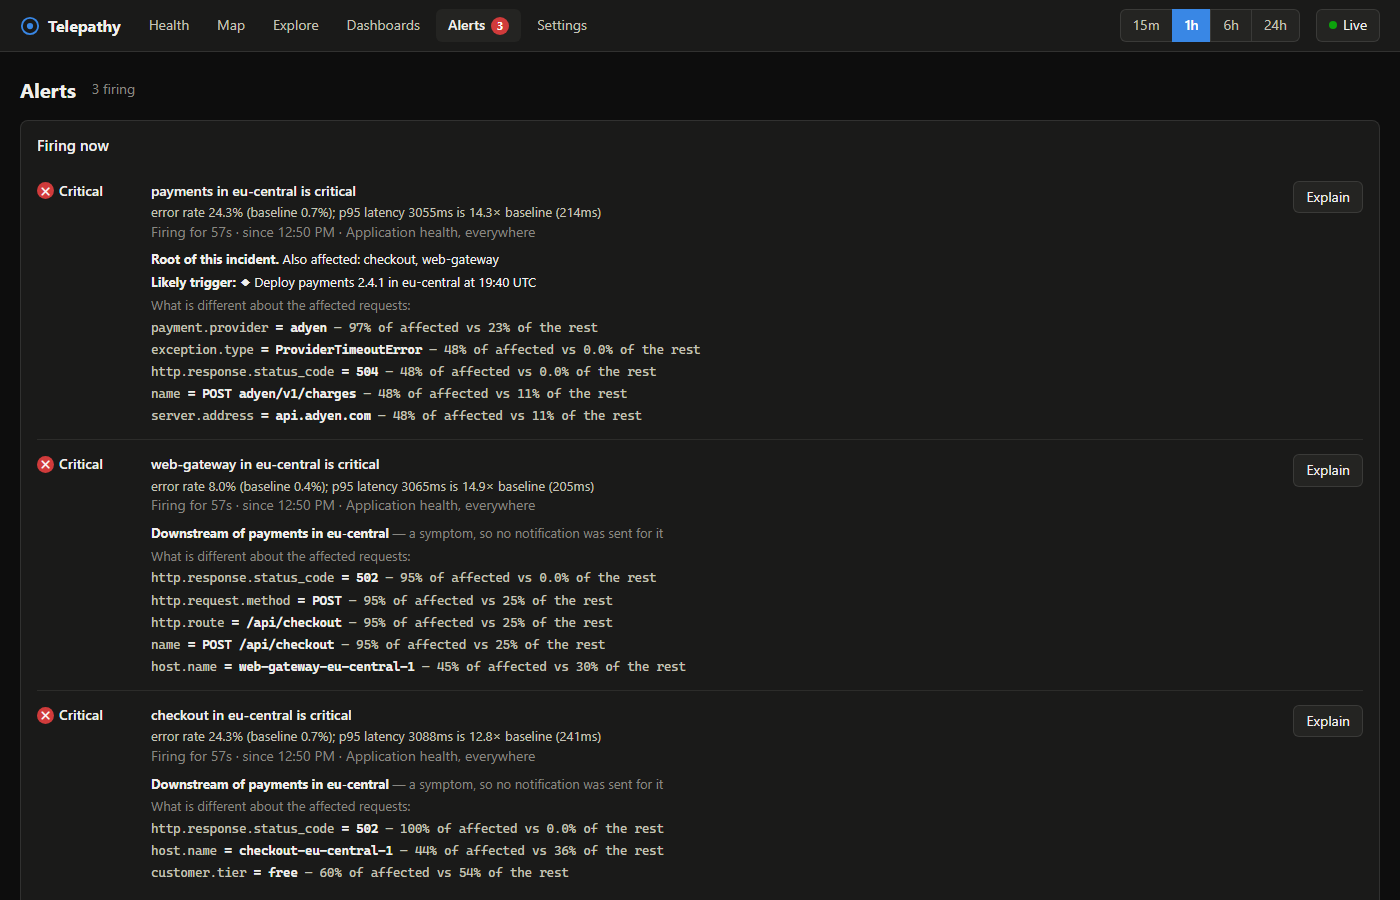 Telepathy Health Map Explore Dashboards Alerts 3 Settings 15m 1h 6h 24h Live
Alerts 3 firing
Firing now
Critical payments in eu-central is critical Explain
error rate 24.3% (baseline 0.7%); p95 latency 3055ms is 14.3× baseline (214ms)
Firing for 57s · since 12:50 PM · Application health, everywhere
Root of this incident. Also affected: checkout, web-gateway
Likely trigger: ◆ Deploy payments 2.4.1 in eu-central at 19:40 UTC
What is different about the affected requests:
payment.provider = adyen — 97% of affected vs 23% of the rest
exception.type = ProviderTimeoutError — 48% of affected vs 0.0% of the rest
http.response.status_code = 504 — 48% of affected vs 0.0% of the rest
name = POST adyen/v1/charges — 48% of affected vs 11% of the rest
server.address = api.adyen.com — 48% of affected vs 11% of the rest
Critical web-gateway in eu-central is critical Explain
error rate 8.0% (baseline 0.4%); p95 latency 3065ms is 14.9× baseline (205ms)
Firing for 57s · since 12:50 PM · Application health, everywhere
Downstream of payments in eu-central — a symptom, so no notification was sent for it
What is different about the affected requests:
http.response.status_code = 502 — 95% of affected vs 0.0% of the rest
http.request.method = POST — 95% of affected vs 25% of the rest
http.route = /api/checkout — 95% of affected vs 25% of the rest
name = POST /api/checkout — 95% of affected vs 25% of the rest
host.name = web-gateway-eu-central-1 — 45% of affected vs 30% of the rest
Critical checkout in eu-central is critical Explain
error rate 24.3% (baseline 0.7%); p95 latency 3088ms is 12.8× baseline (241ms)
Firing for 57s · since 12:50 PM · Application health, everywhere
Downstream of payments in eu-central — a symptom, so no notification was sent for it
What is different about the affected requests:
http.response.status_code = 502 — 100% of affected vs 0.0% of the rest
host.name = checkout-eu-central-1 — 44% of affected vs 36% of the rest
customer.tier = free — 60% of affected vs 54% of the rest